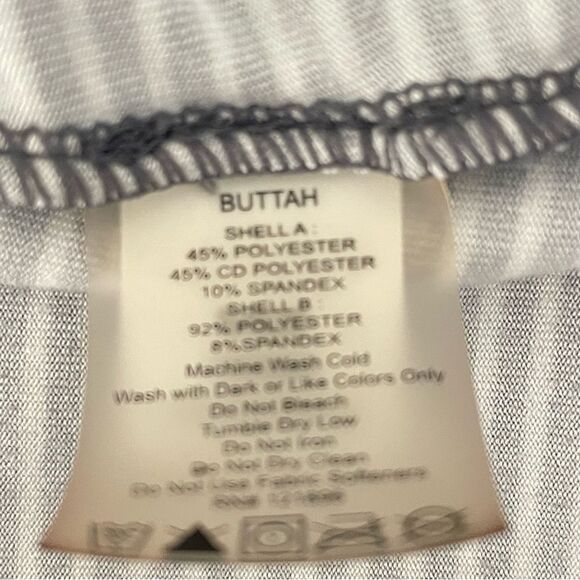 BUTTAH
SHELL A :
45% POLYESTER
45% CD POLYESTER
10% SPANDEX
SHELL B :
92% POLYESTER
8%SPANDEX
Machine Wash Cold
Wash with Dark or Like Colors Only
Do Not Bleach
Tumble Dry Low
Do Not Iron
Do Not Dry Clean
Do Not Use Fabric Softeners
RN#